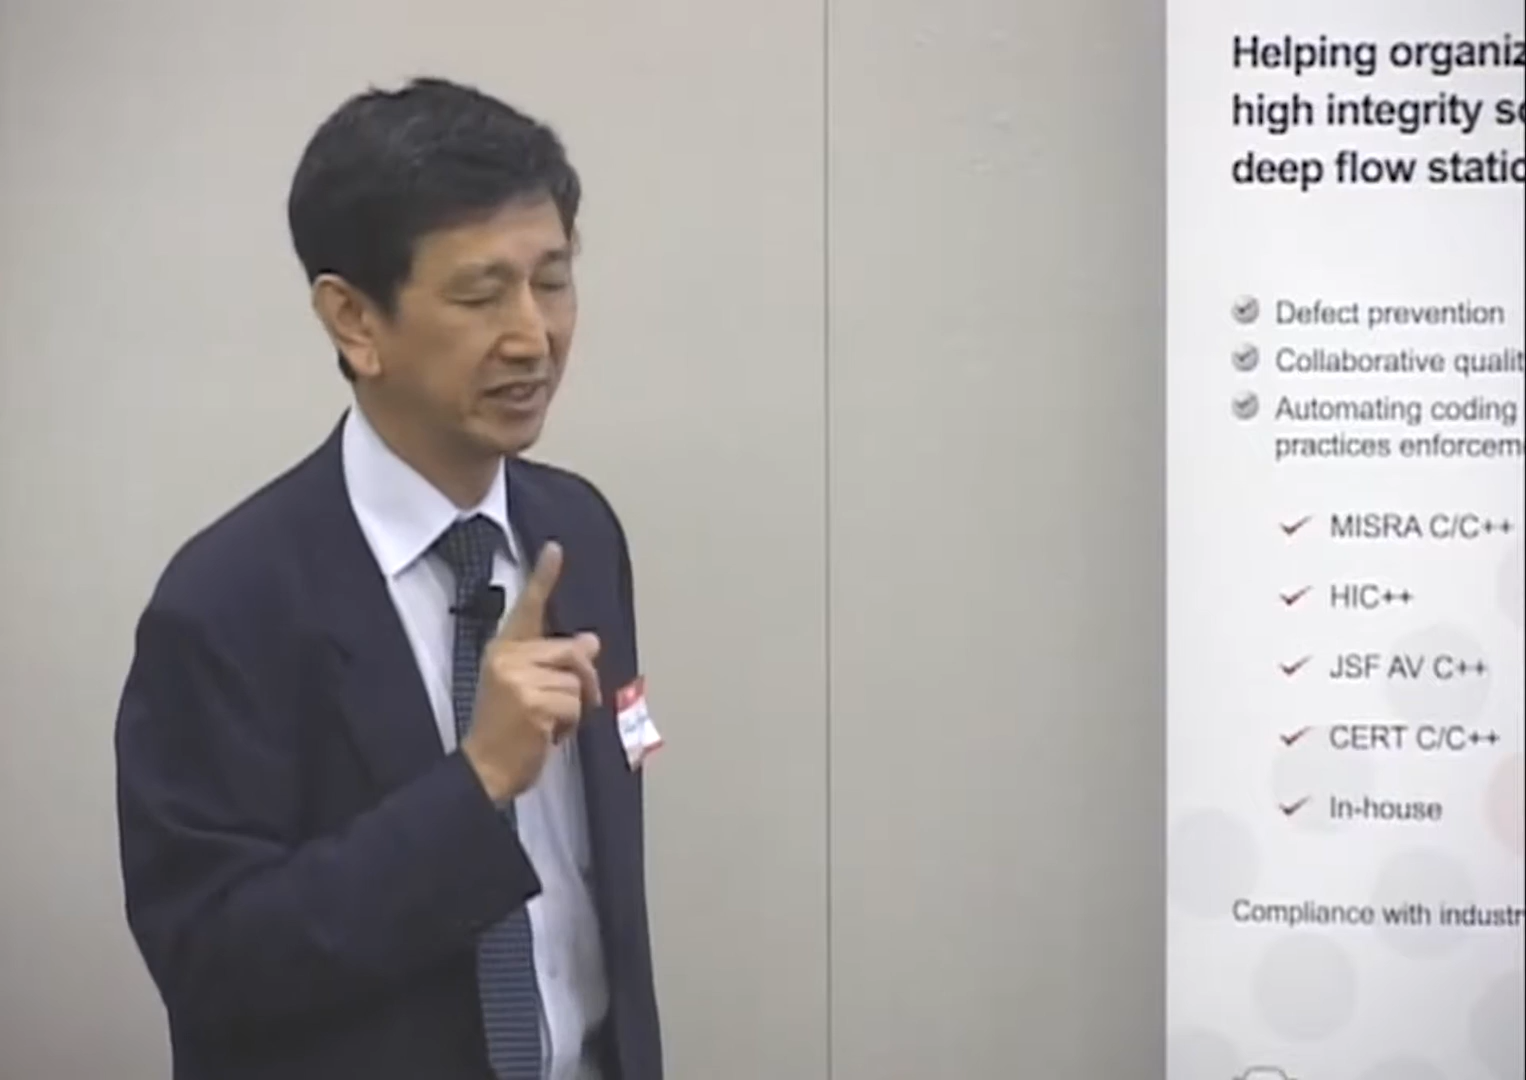 Helping organiz
high integrity so
deep flow static
Defect prevention
Collaborative qualit
Automating coding
practices enforcem
MISRA C/C++
HIC++
JSF AV C++
CERT C/C++
In-house
Compliance with industr